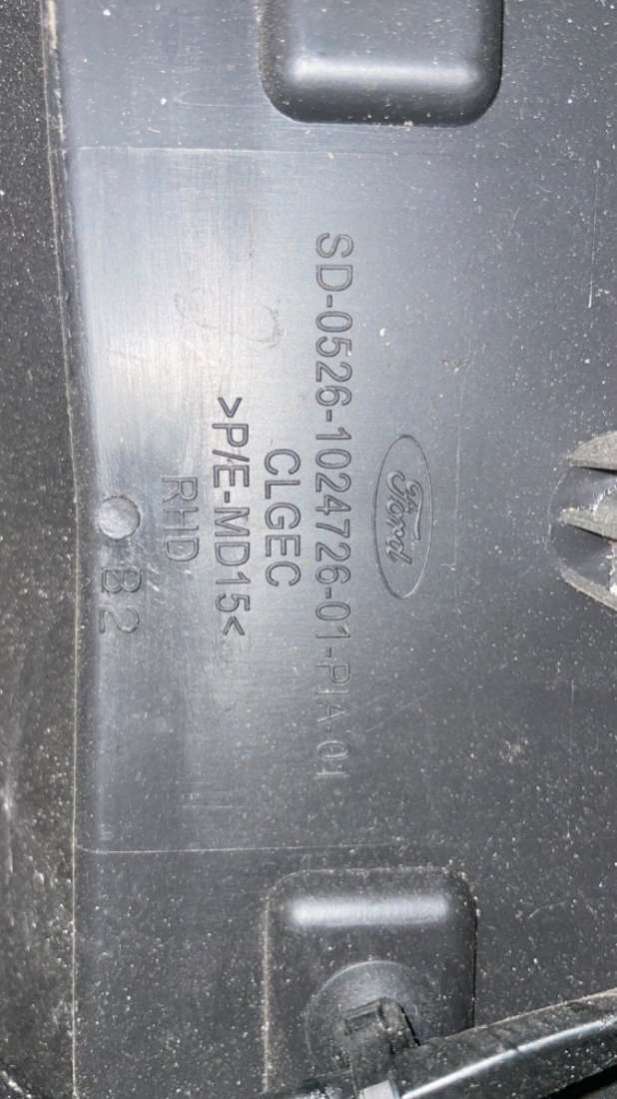 Ford
SD-0526-1024726-01-PIA-01
CLGEC
>P/E-MD15<
RHD
B2